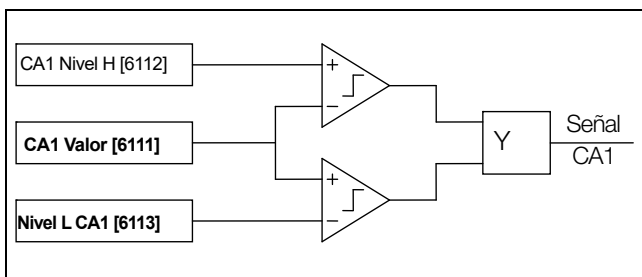 CA1 Nivel H [6112]
+
−
CA1 Valor [6111]
Y
Señal
CA1
+
−
Nivel L CA1 [6113]